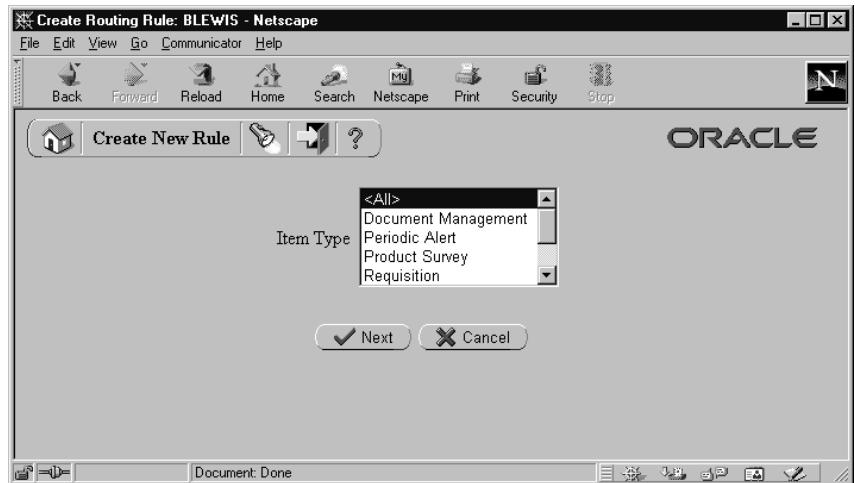 Create Routing Rule: BLEWIS - Netscape
File Edit View Go Communicator Help
My
N
Back Forward Reload Home Search Netscape Print Security Stop
Create New Rule ?
ORACLE
<All>
Document Management
Item Type
Periodic Alert
Product Survey
Requisition
Next Cancel
Document: Done